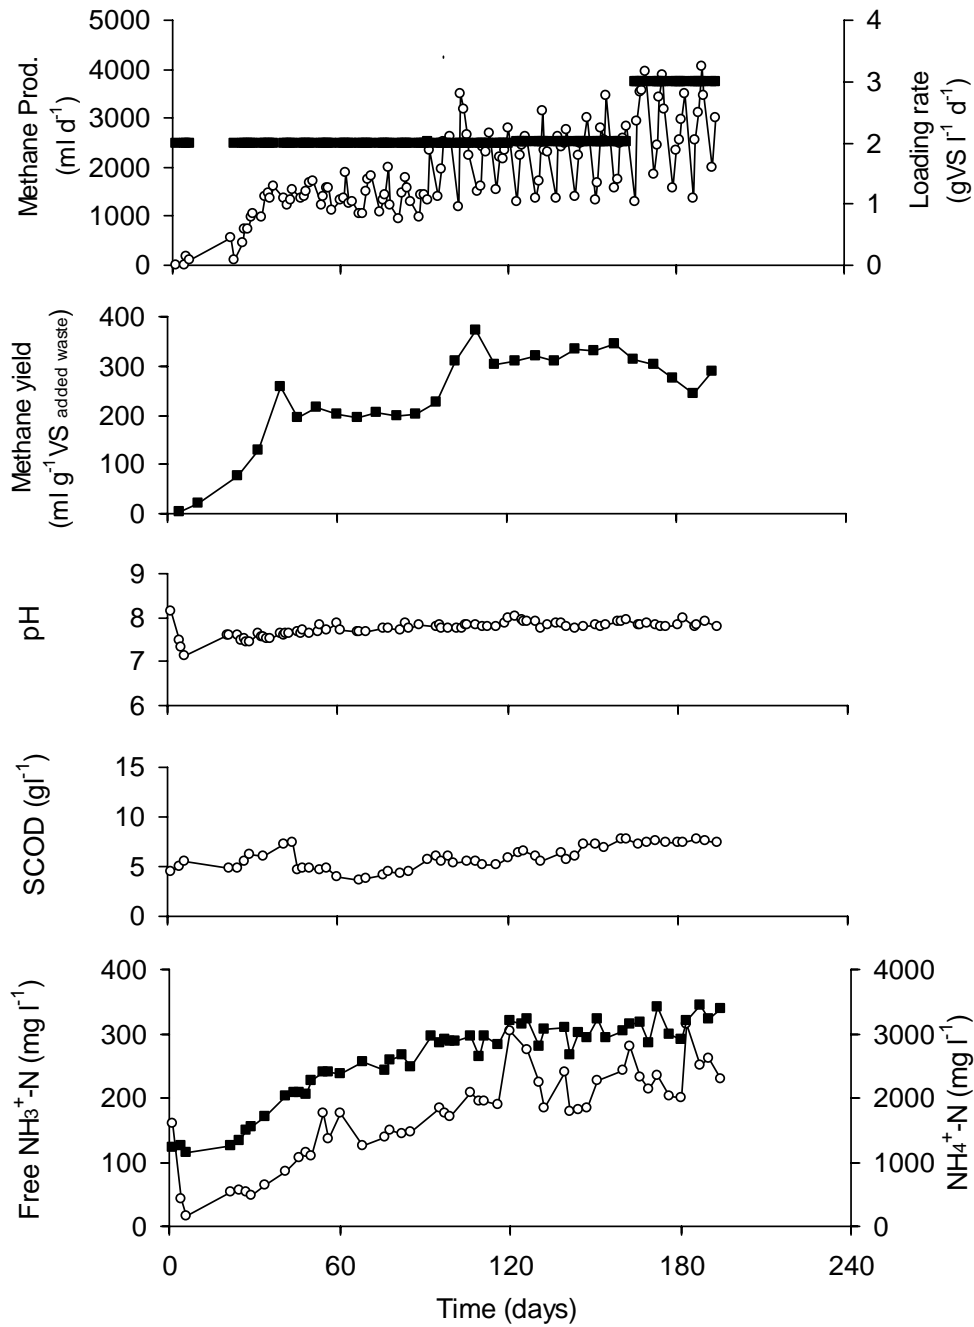 Methane Prod.
(ml d⁻¹)
5000
4000
3000
2000
1000
0
4
3
2
1
0
Loading rate
(gVS l⁻¹ d⁻¹)
Methane yield
(ml g⁻¹ VS added waste)
400
300
200
100
0
pH
9
8
7
6
SCOD (gl⁻¹)
15
10
5
0
Free NH₃⁺-N (mg l⁻¹)
400
300
200
100
0
4000
3000
2000
1000
0
NH₄⁺-N (mg l⁻¹)
0 60 120 180 240
Time (days)